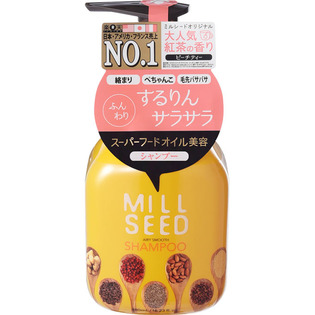 日本・アメリカ・フランス売上
NO.1
ミルシードオリジナル
大人気
紅茶の香り
ピーチティー
絡まり
ぺちゃんこ
毛先パサパサ
ふんわり
するりん
サラサラ
スーパーフードオイル美容
シャンプー
MILL
SEED
SHAMPOO